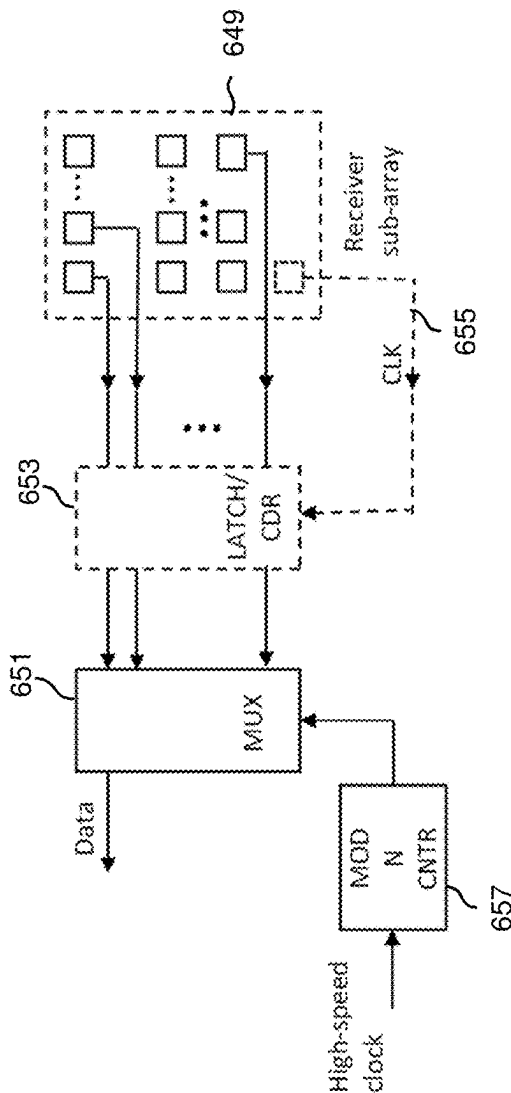 649
Receiver
sub-array
655
CLK
653
LATCH/
CDR
651
MUX
Data
MOD
N
CNTR
657
High-speed
clock